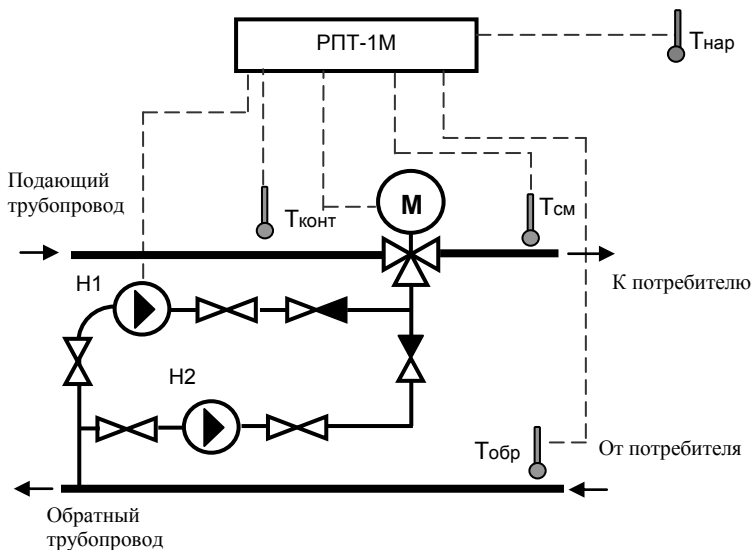 РПТ-1М
Тнар
Подающий
трубопровод
Тконт
М
Тсм
К потребителю
Н1
Н2
Тобр
От потребителя
Обратный
трубопровод